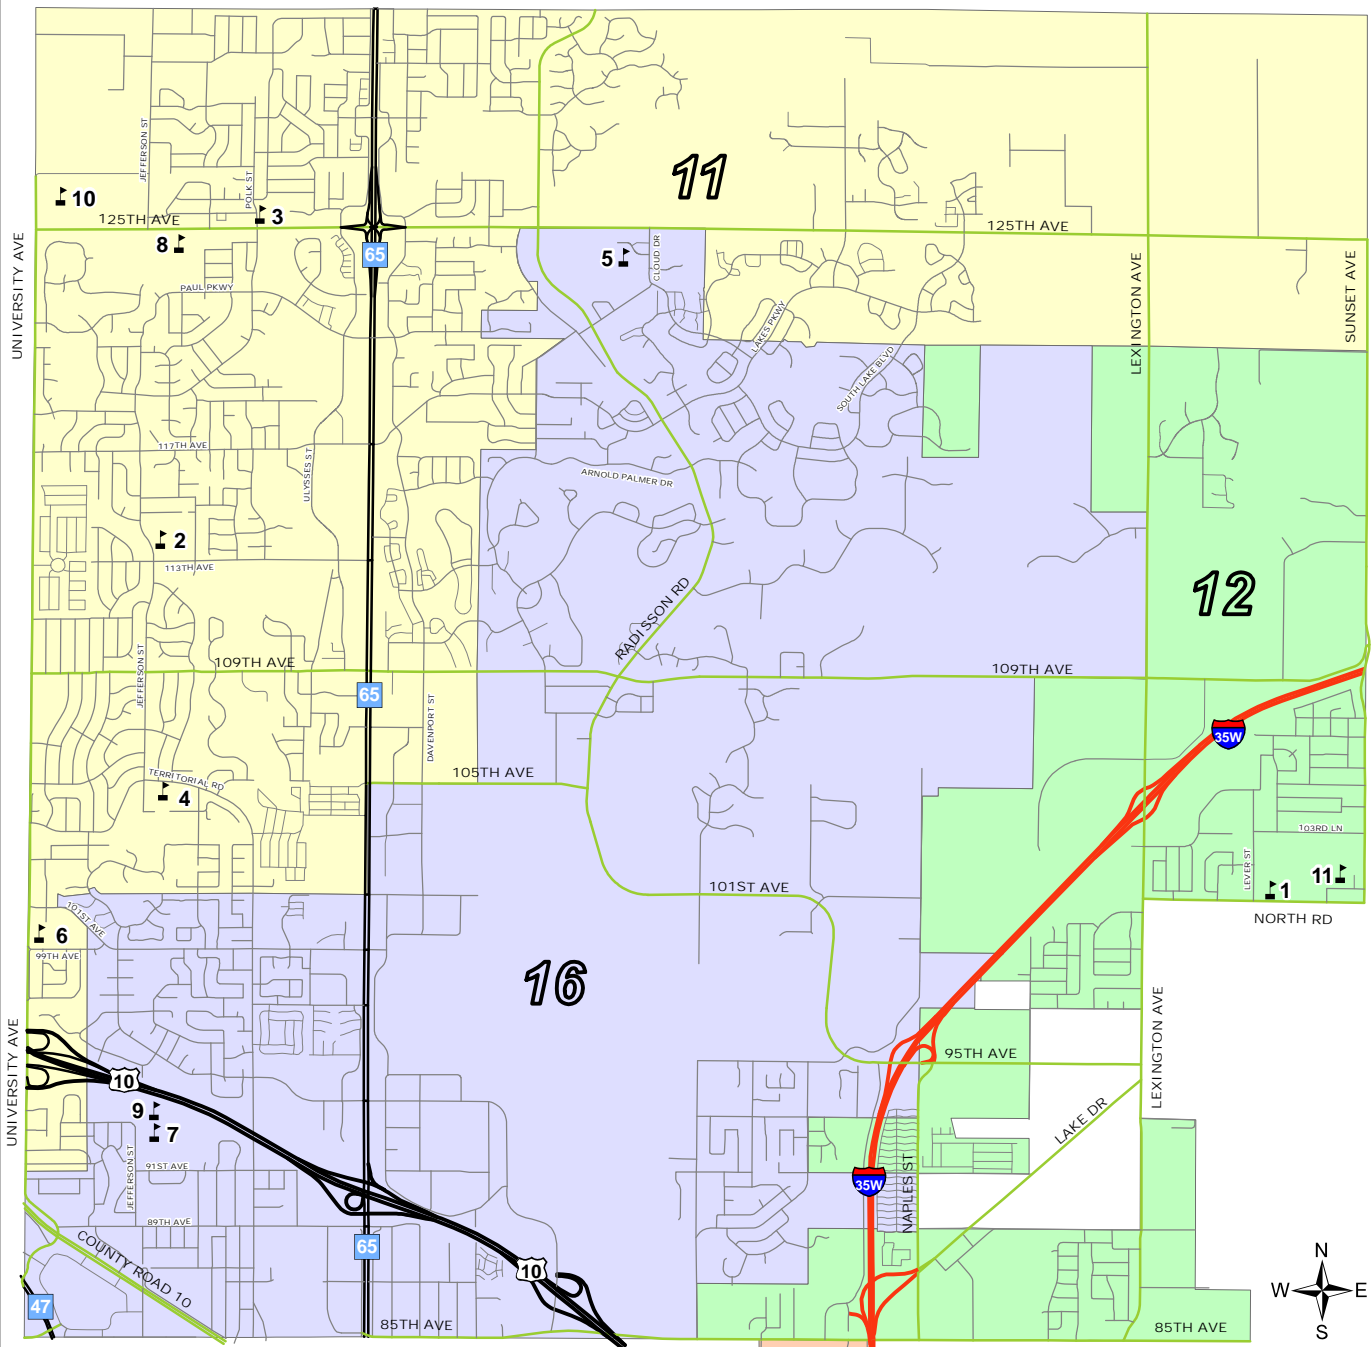 11
JEFFERSON ST
POLK ST
10
3
125TH AVE
125TH AVE
8
65
5
CLOUD DR
UNIVERSITY AVE
PAUL PKWY
LEXINGTON AVE
SUNSET AVE
LAKES PKWY
SOUTH LAKE BLVD
117TH AVE
ULYSSES ST
ARNOLD PALMER DR
2
113TH AVE
12
RADISSON RD
109TH AVE
109TH AVE
JEFFERSON ST
65
DAVENPORT ST
35W
105TH AVE
TERRITORIAL RD
4
103RD LN
LEVER ST
11
1
101ST AVE
NORTH RD
101ST AVE
6
99TH AVE
16
UNIVERSITY AVE
LEXINGTON AVE
95TH AVE
10
9
7
LAKE DR
JEFFERSON ST
91ST AVE
35W
NAPLES ST
89TH AVE
COUNTY ROAD 10
65
10
47
85TH AVE
85TH AVE
N
W
E
S